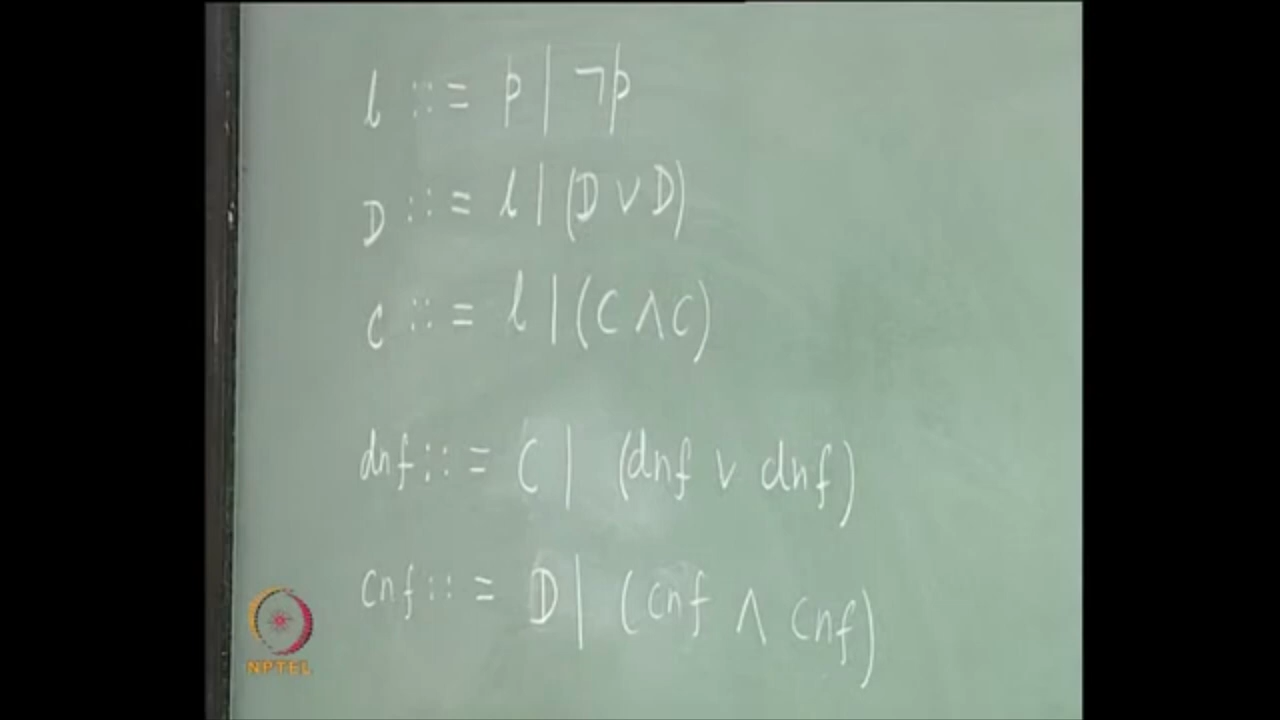 l ::= p | ¬p
D ::= l | (D ∨ D)
C ::= l | (C ∧ C)
dnf ::= C | (dnf ∨ dnf)
cnf ::= D | (cnf ∧ cnf)
NPTEL